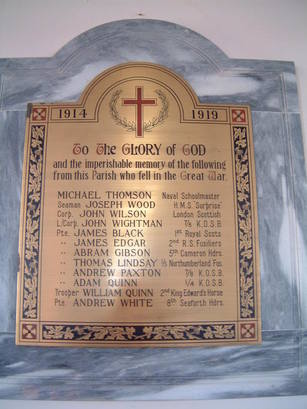 1914 1919
To The GLORY of GOD
and the imperishable memory of the following
from this Parish who fell in the Great War.
MICHAEL THOMSON Naval Schoolmaster
Seaman JOSEPH WOOD H.M.S. Surprise
Corp. JOHN WILSON London Scottish
L/Corp. JOHN WIGHTMAN 7/8 K.O.S.B.
Pte. JAMES BLACK 1st Royal Scots
" JAMES EDGAR 2nd R.S. Fusiliers
" ABRAM GIBSON 5th Cameron Hdrs.
" THOMAS LINDSAY Northumberland Fus.
" ANDREW PAXTON 7/8 K.O.S.B.
" ADAM QUINN 1/4 K.O.S.B.
Trooper WILLIAM QUINN 2nd King Edward's Horse
Pte. ANDREW WHITE 8th Seaforth Hdrs.